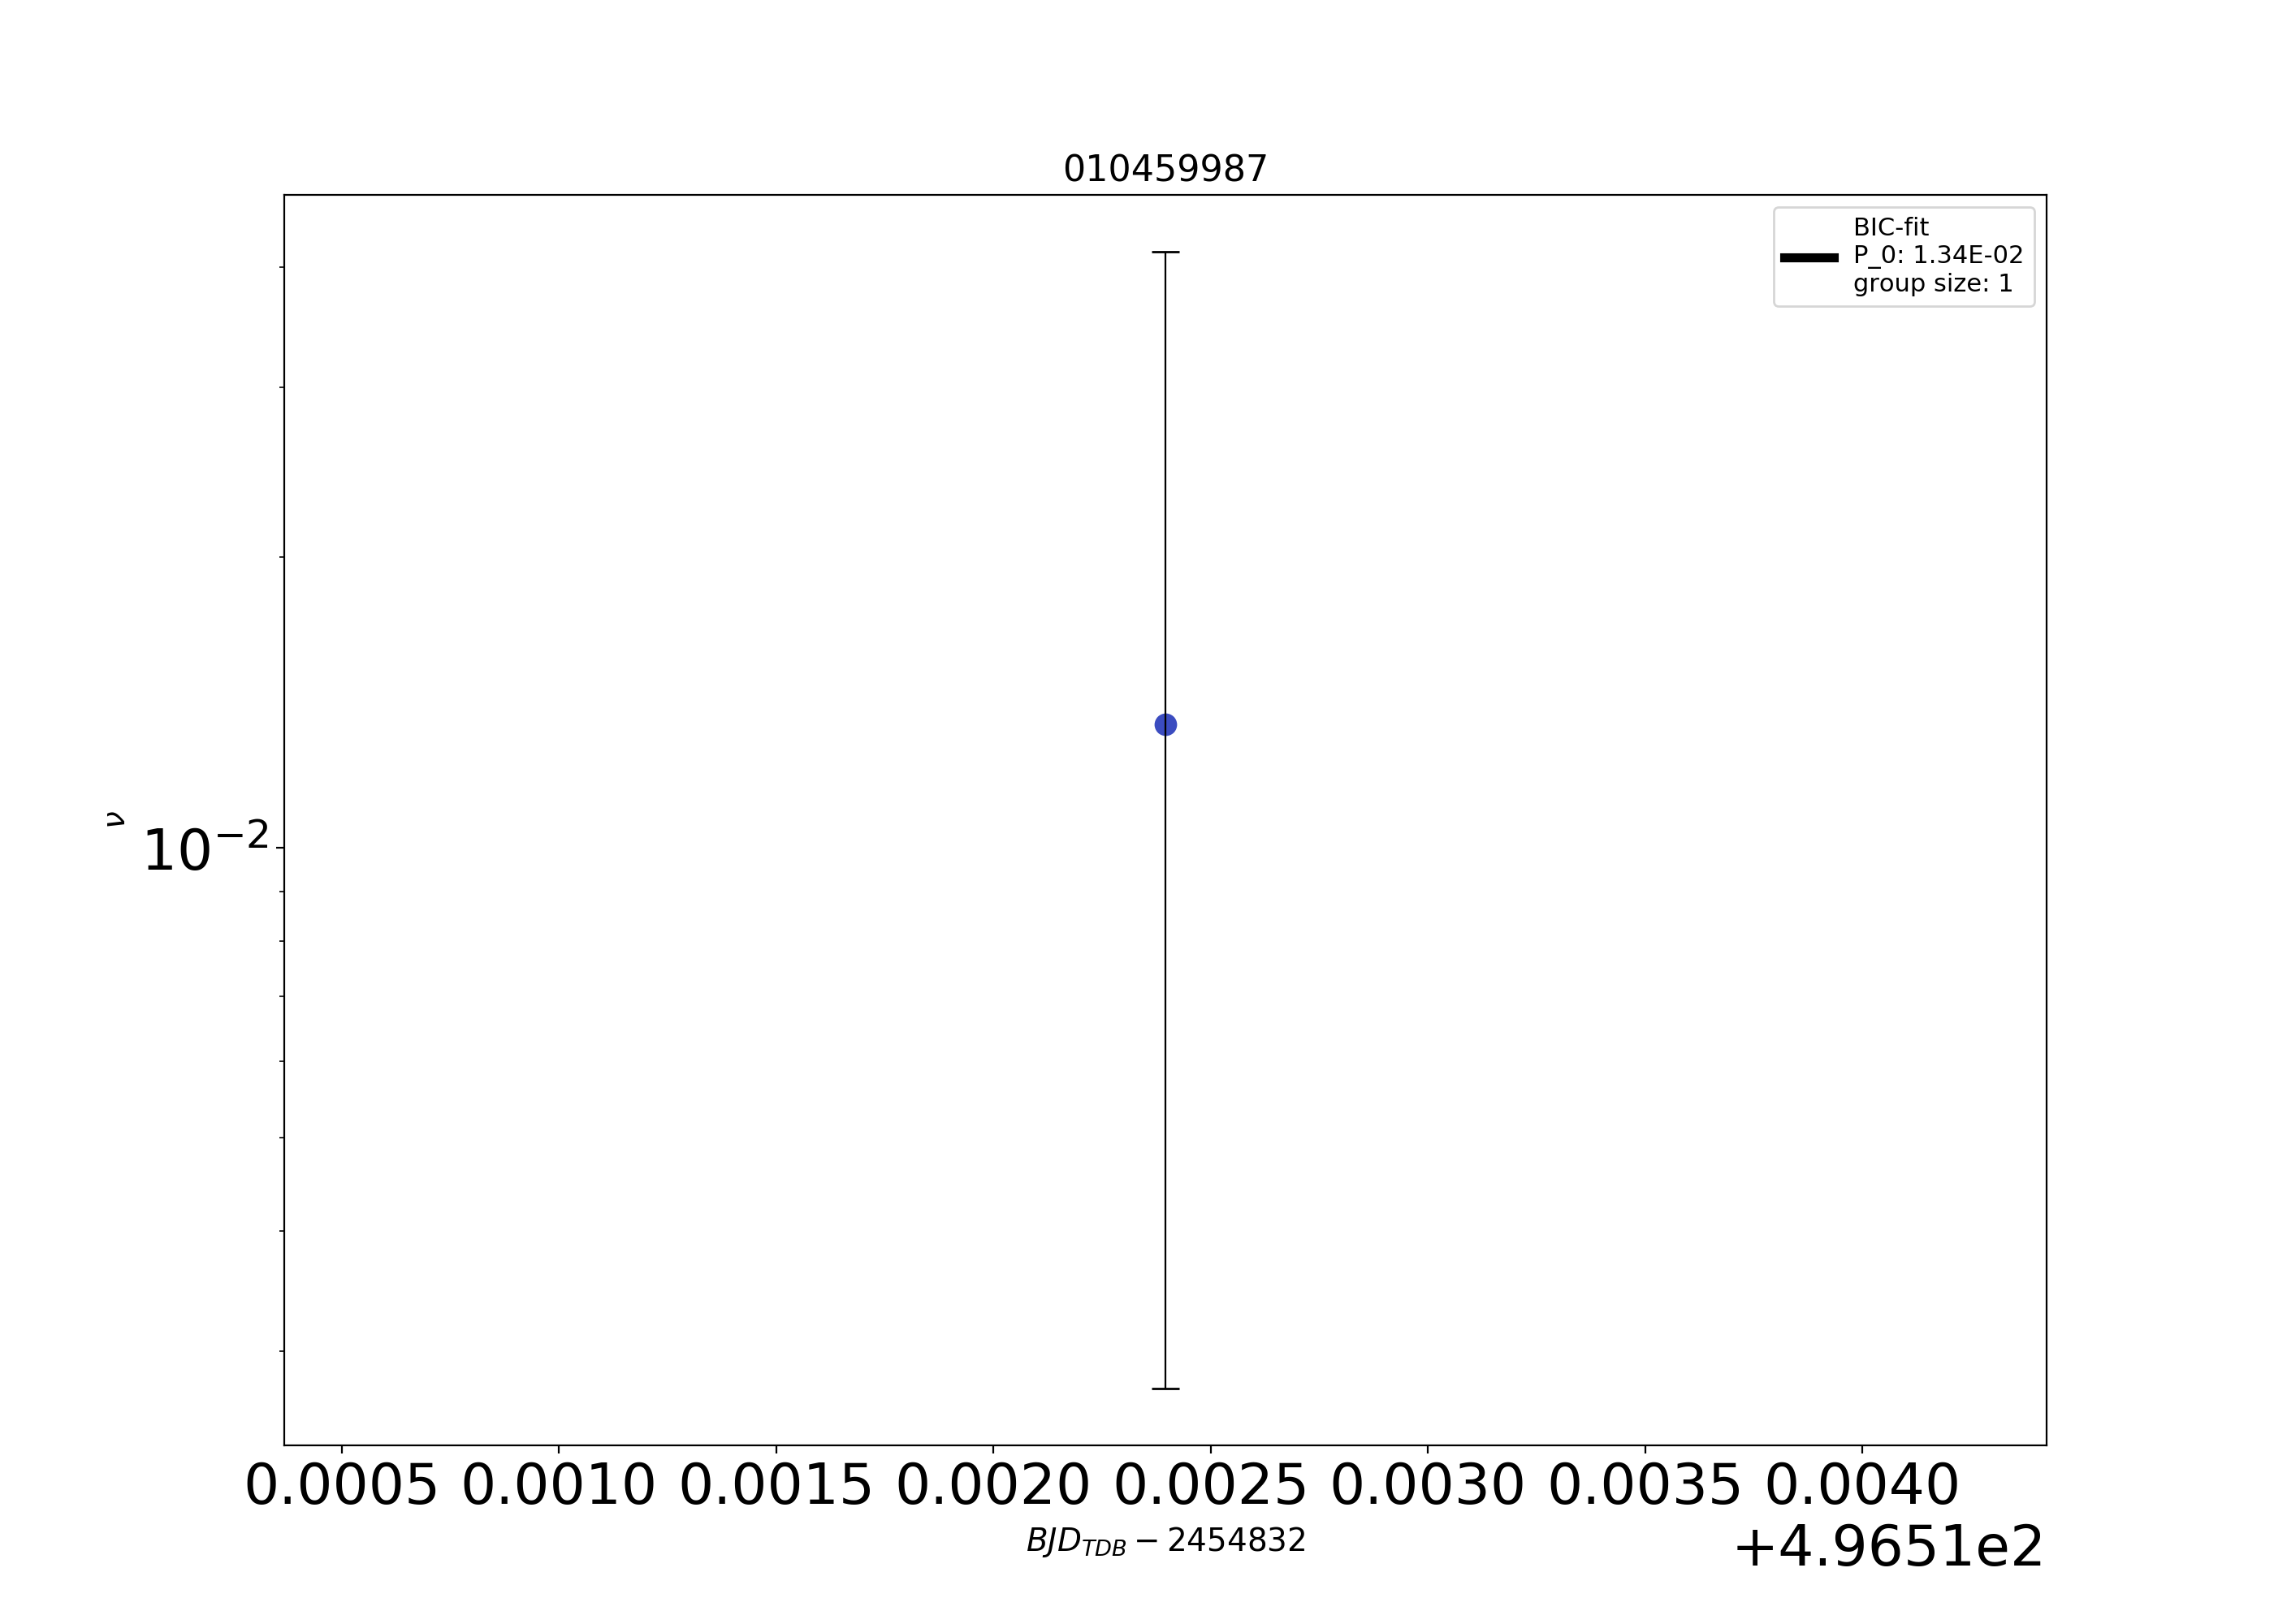 010459987
BIC-fit
P_0: 1.34E-02
group size: 1
ν
10⁻²
0.0005 0.0010 0.0015 0.0020 0.0025 0.0030 0.0035 0.0040
BJD_TDB − 2454832
+4.9651e2